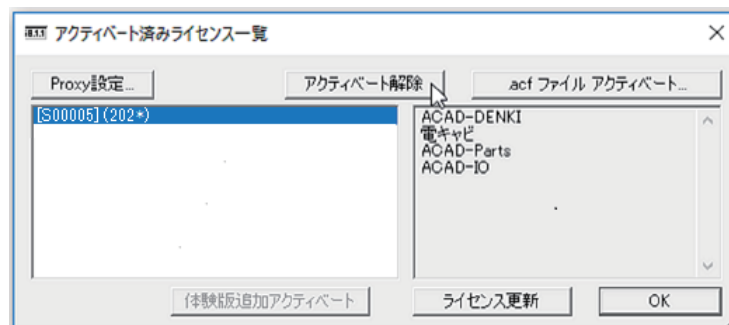 アクティベート済みライセンス一覧
Proxy設定...
アクティベート解除
.acf ファイル アクティベート...
[S00005](202*)
ACAD-DENKI
電キャビ
ACAD-Parts
ACAD-IO
体験版追加アクティベート
ライセンス更新
OK